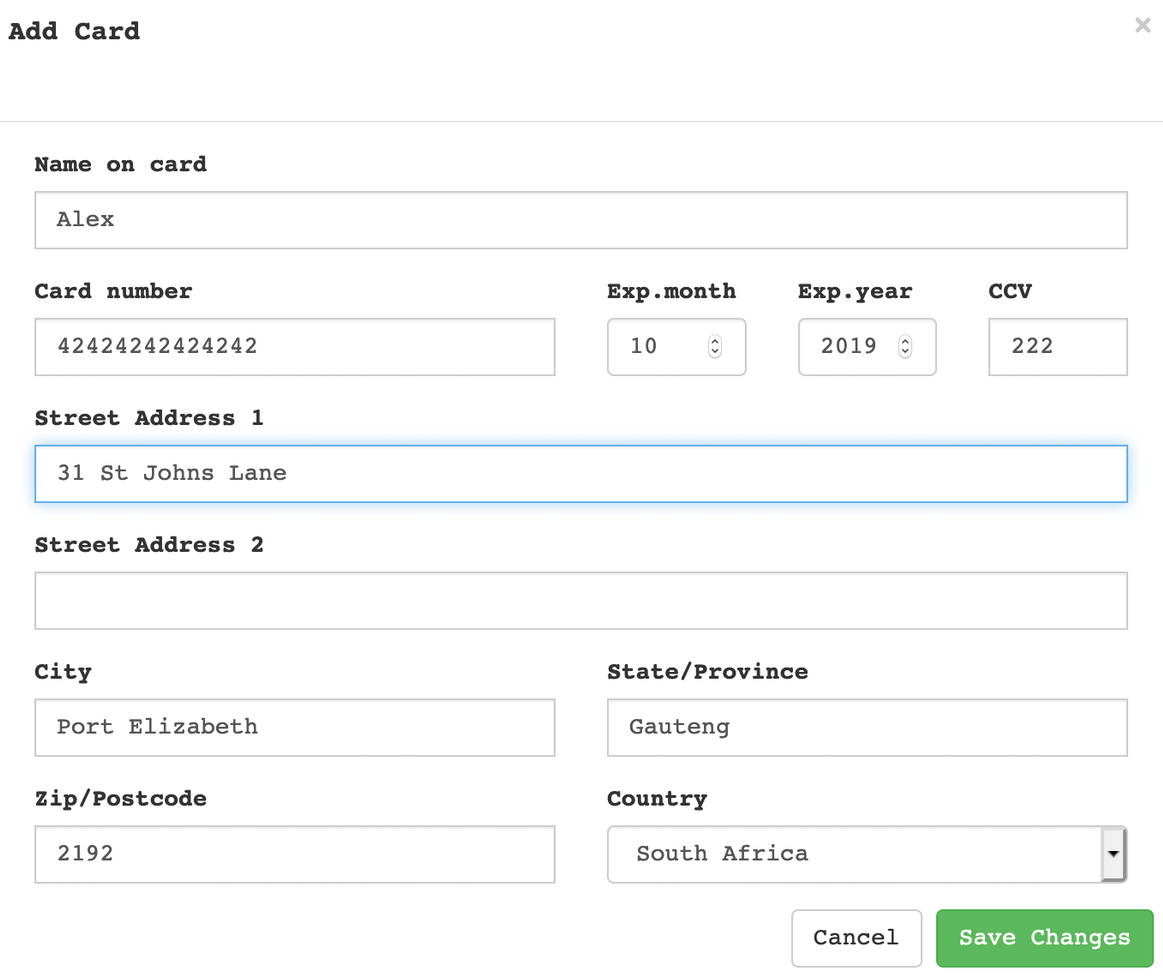 Add Card ×
Name on card
Alex
Card number Exp.month Exp.year CCV
42424242424242 10 2019 222
Street Address 1
31 St Johns Lane
Street Address 2
City State/Province
Port Elizabeth Gauteng
Zip/Postcode Country
2192 South Africa
Cancel Save Changes